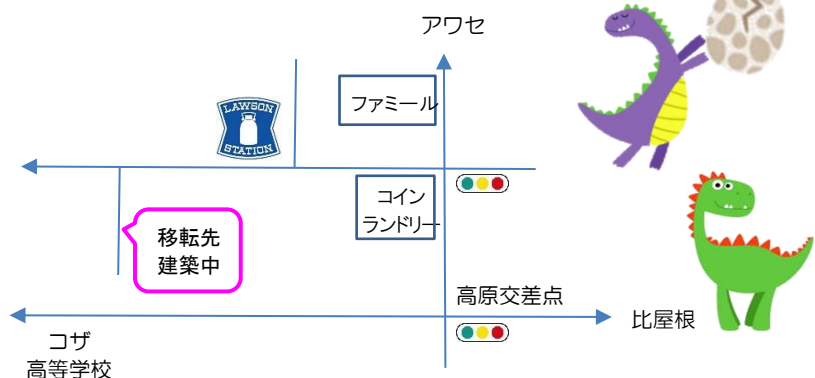 アワセ
ファミール
LAWSON
STATION
コイン
ランドリー
移転先
建築中
高原交差点
比屋根
コザ
高等学校